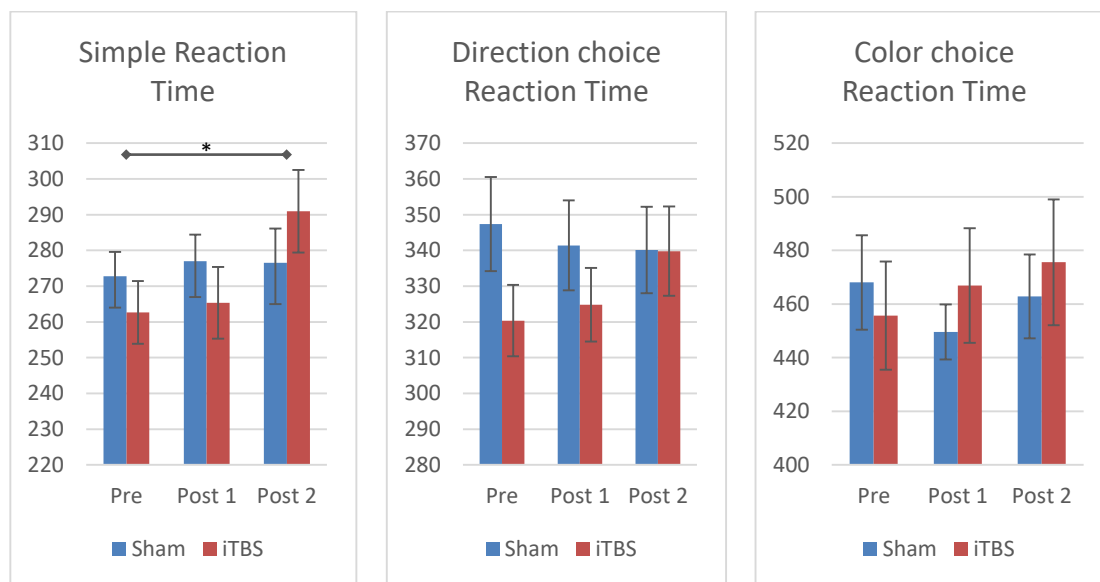 Simple Reaction
Time
310
*
300
290
280
270
260
250
240
230
220
Pre Post 1 Post 2
Sham iTBS
Direction choice
Reaction Time
370
360
350
340
330
320
310
300
290
280
Pre Post 1 Post 2
Sham iTBS
Color choice
Reaction Time
520
500
480
460
440
420
400
Pre Post 1 Post 2
Sham iTBS